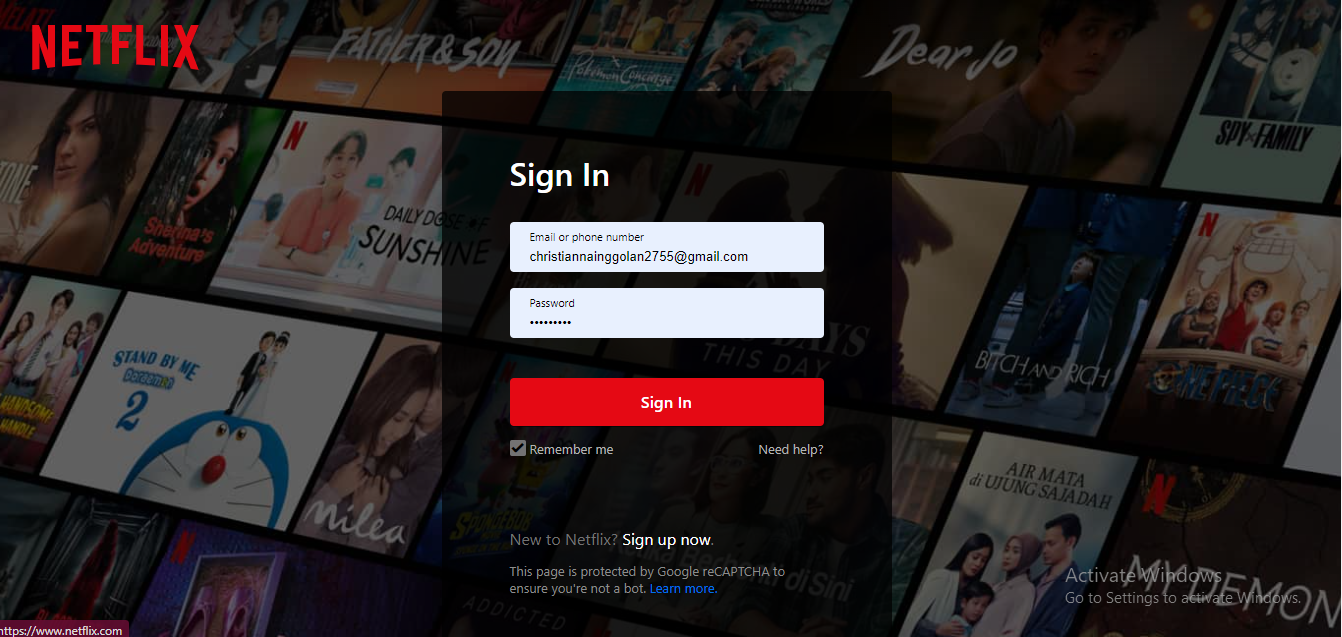 NETFLIX
FATHER & SON
Pokémon Concierge
DEAR JO
SPY×FAMILY
Sherina's
Adventure
DAILY DOSE OF
SUNSHINE
Sign In
Email or phone number
christiannainggolan2755@gmail.com
Password
•••••••••
DAYS
THIS DAY
Sign In
Remember me
Need help?
STAND BY ME
Doraemon
2
HANDSOME
HANDLE
milea
BITCH AND RICH
ONE PIECE
AIR MATA
di UJUNG SAJADAH
SPONGEBOB
New to Netflix? Sign up now.
This page is protected by Google reCAPTCHA to
ensure you're not a bot. Learn more.
di Sini
ADDICTED
Activate Windows
Go to Settings to activate Windows.
https://www.netflix.com